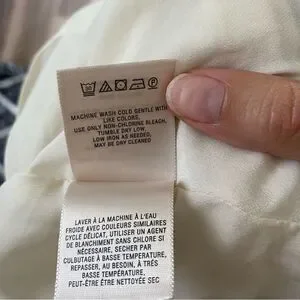 MACHINE WASH COLD GENTLE WITH
LIKE COLORS,
USE ONLY NON-CHLORINE BLEACH,
TUMBLE DRY LOW,
LOW IRON AS NEEDED,
MAY BE DRY CLEANED
LAVER À LA MACHINE À L'EAU
FROIDE AVEC COULEURS SIMILAIRES
CYCLE DÉLICAT, UTILISER UN AGENT
DE BLANCHIMENT SANS CHLORE SI
NÉCESSAIRE, SÉCHER PAR
CULBUTAGE À BASSE TEMPERATURE,
REPASSER, AU BESOIN, À TRÈS
BASSE TEMPÉRATURE,
PEUT-ÊTRE ÊTRE NETTOYÉE SEC